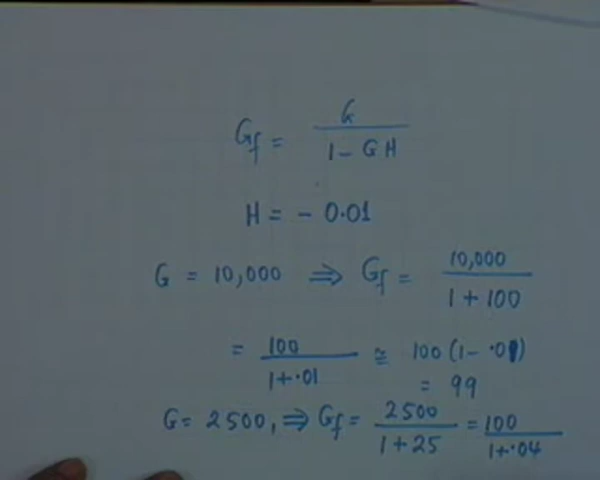 Gf = G / 1 - GH
H = - 0.01
G = 10,000 ⇒ Gf = 10,000 / 1 + 100
= 100 / 1+.01 ≅ 100 (1- .01)
= 99
G = 2500, ⇒ Gf = 2500 / 1+25 = 100 / 1+.04